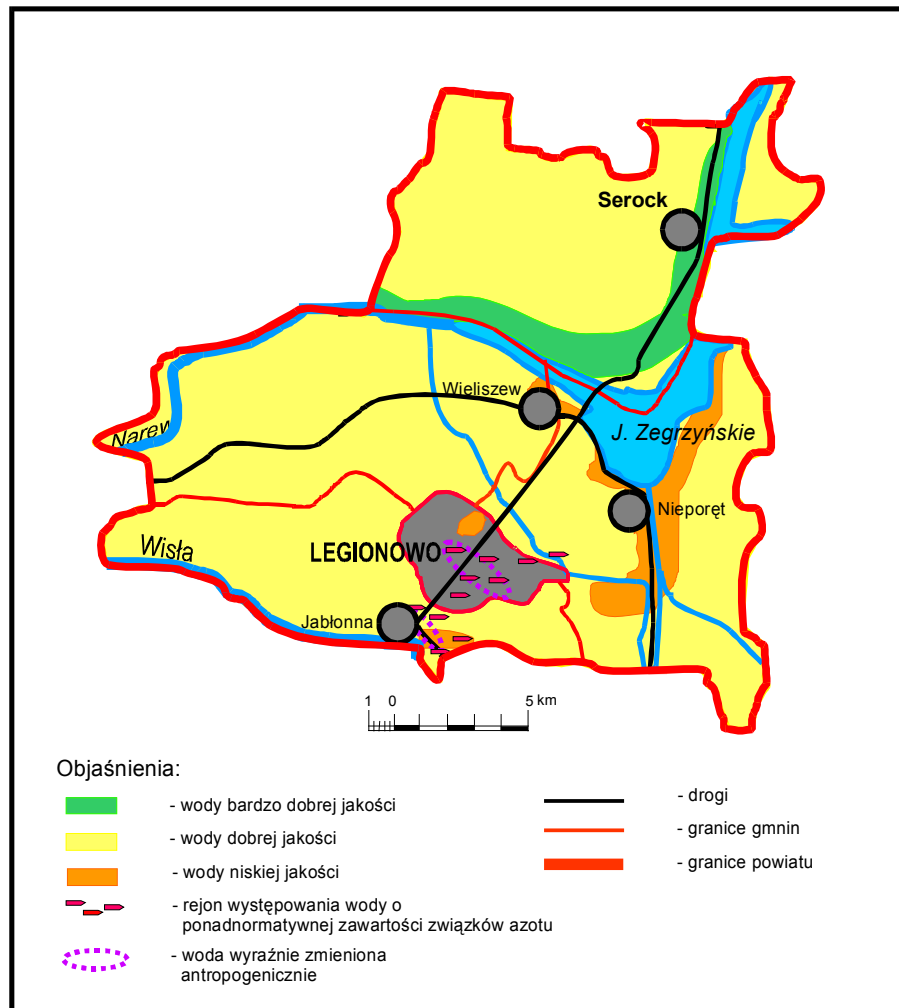 Serock
Wieliszew
Narew
J. Zegrzyńskie
Nieporęt
Wisła
LEGIONOWO
Jabłonna
1 0 5 km
Objaśnienia:
- wody bardzo dobrej jakości
- wody dobrej jakości
- wody niskiej jakości
- rejon występowania wody o
ponadnormatywnej zawartości związków azotu
- woda wyraźnie zmieniona
antropogenicznie
- drogi
- granice gmnin
- granice powiatu